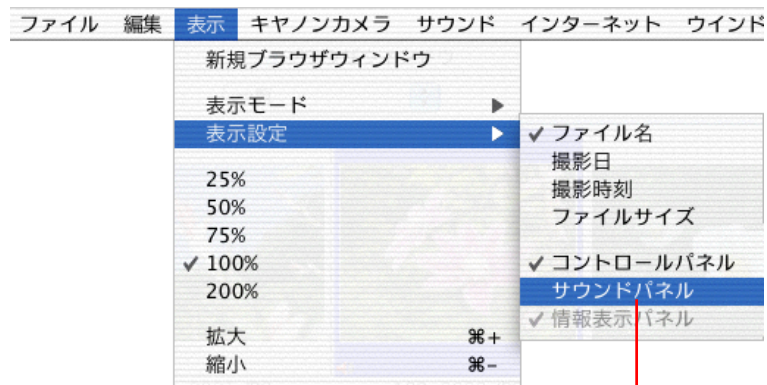 ファイル 編集 表示 キヤノンカメラ サウンド インターネット ウインド
新規ブラウザウィンドウ
表示モード ▶
表示設定 ▶
✓ ファイル名
撮影日
撮影時刻
ファイルサイズ
✓ コントロールパネル
サウンドパネル
✓ 情報表示パネル
25%
50%
75%
✓ 100%
200%
拡大 ⌘+
縮小 ⌘-